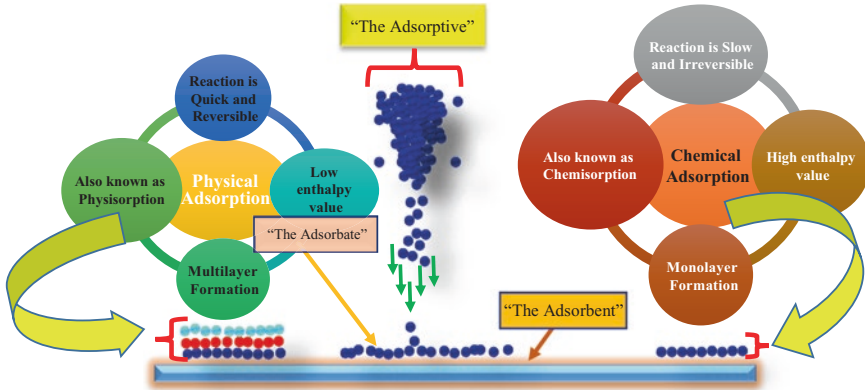 “The Adsorptive”
Reaction is
Quick and
Reversible
Also known as
Physisorption
Physical
Adsorption
Low
enthalpy
value
Multilayer
Formation
“The Adsorbate”
“The Adsorbent”
Reaction is Slow
and Irreversible
Also known as
Chemisorption
Chemical
Adsorption
High enthalpy
value
Monolayer
Formation